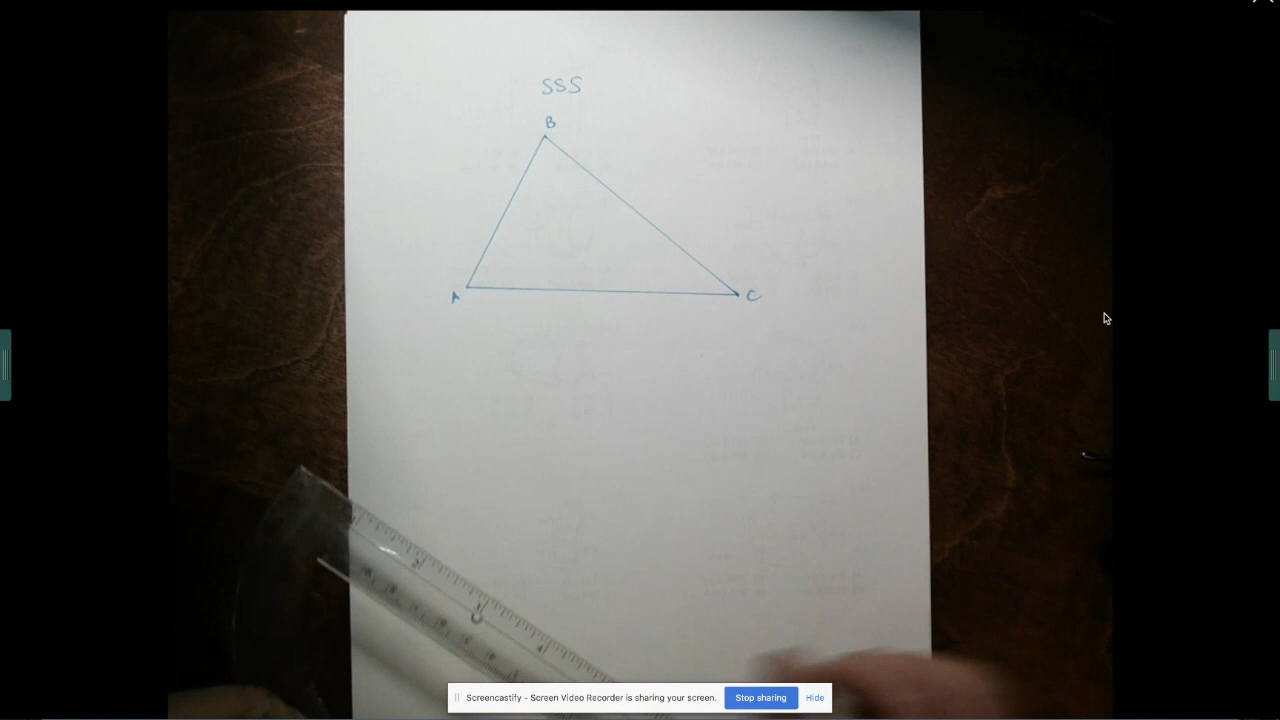 SSS
B
A
C
Screencastify - Screen Video Recorder is sharing your screen.
Stop sharing
Hide